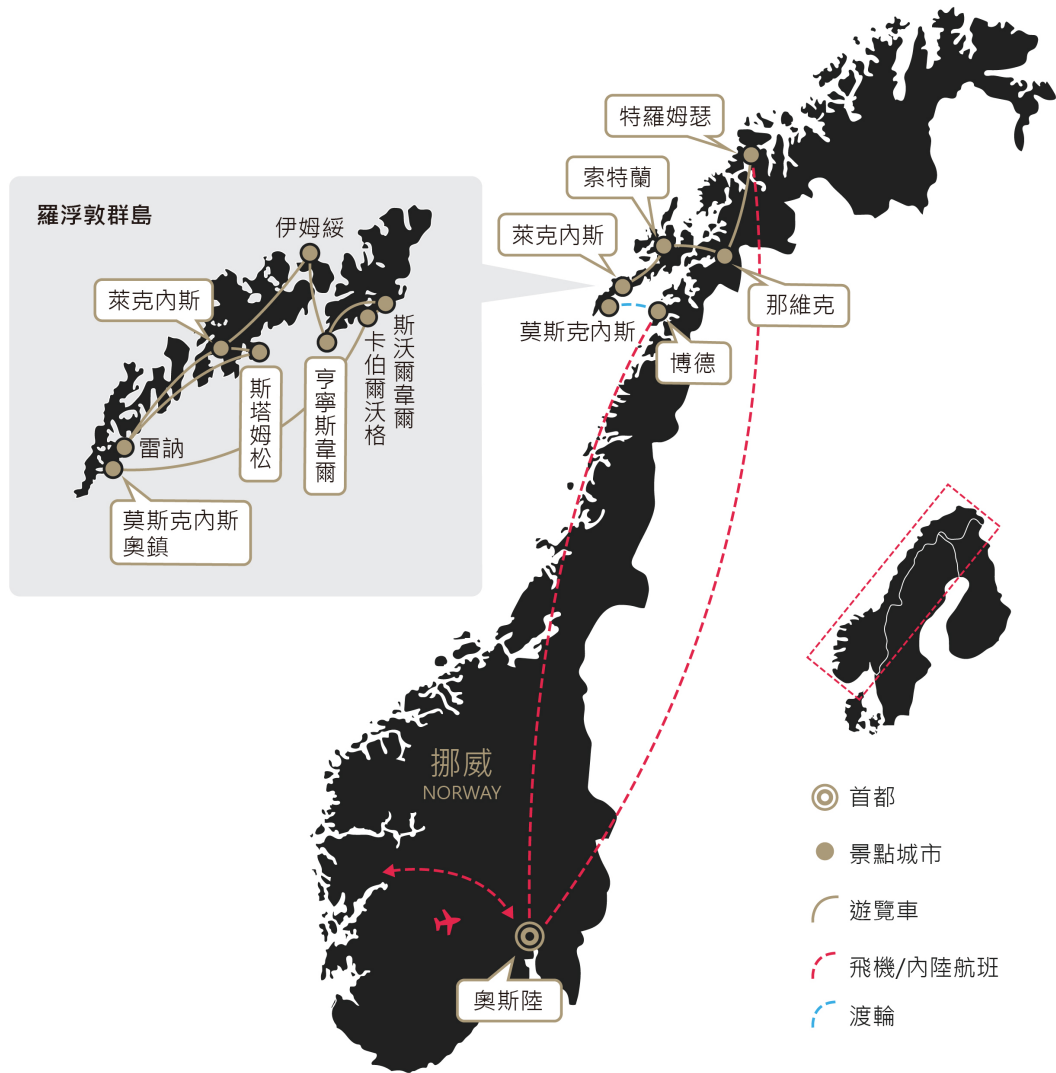 特羅姆瑟
索特蘭
萊克內斯
莫斯克內斯
那維克
博德
羅浮敦群島
伊姆綏
萊克內斯
斯沃爾韋爾
卡伯爾沃格
亨寧斯韋爾
斯塔姆松
雷訥
莫斯克內斯
奧鎮
挪威
NORWAY
奧斯陸
首都
景點城市
遊覽車
飛機/內陸航班
渡輪